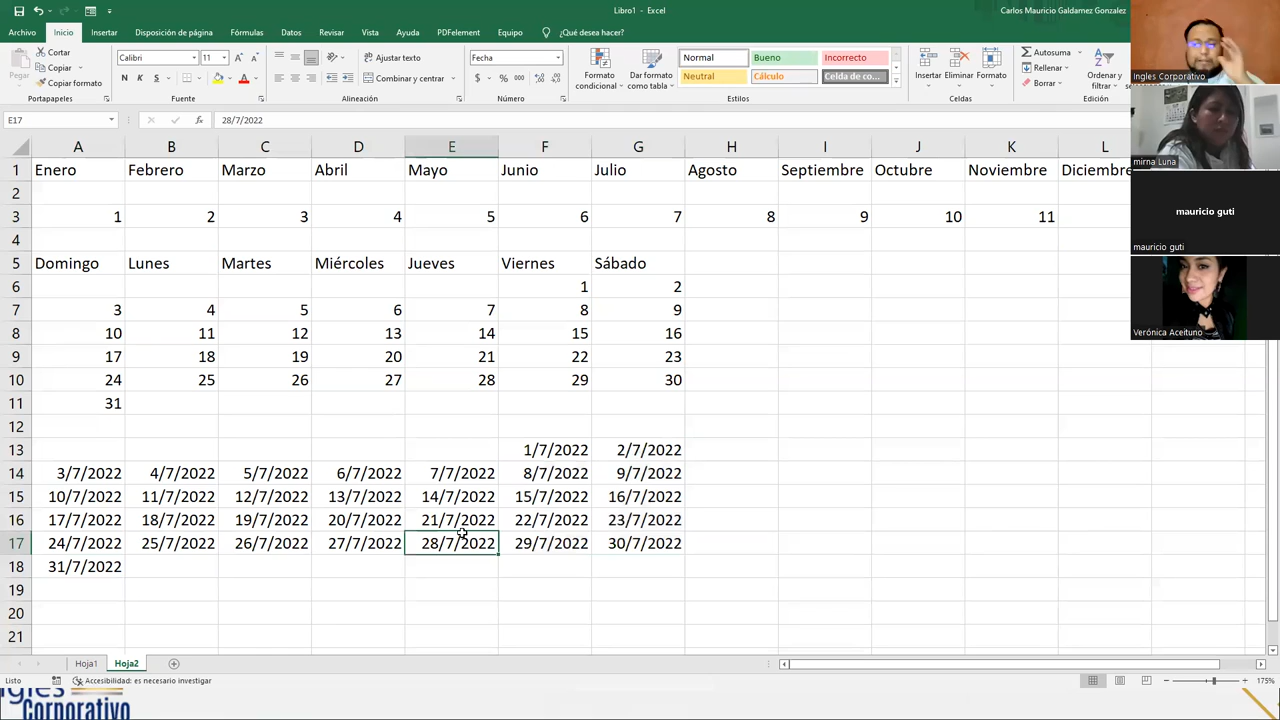 Libro1 - Excel
Carlos Mauricio Galdamez Gonzalez
Archivo Inicio Insertar Disposición de página Fórmulas Datos Revisar Vista Ayuda PDFelement ¿Qué desea hacer?
Pegar
Cortar
Copiar
Copiar formato
Portapapeles
Calibri 11
N K S
Fuente
Ajustar texto
Combinar y centrar
Alineación
Fecha
$ % 000
Número
Formato condicional
Dar formato como tabla
Normal Bueno Incorrecto
Neutral Cálculo Celda de co...
Estilos
Insertar Eliminar Formato
Celdas
Autosuma
Rellenar
Borrar
Ordenar y filtrar
Edición
E17 fx 28/7/2022
A B C D E F G H I J K L
1 Enero Febrero Marzo Abril Mayo Junio Julio Agosto Septiembre Octubre Noviembre Diciembre
2
3 1 2 3 4 5 6 7 8 9 10 11
4
5 Domingo Lunes Martes Miércoles Jueves Viernes Sábado
6 1 2
7 3 4 5 6 7 8 9
8 10 11 12 13 14 15 16
9 17 18 19 20 21 22 23
10 24 25 26 27 28 29 30
11 31
12
13 1/7/2022 2/7/2022
14 3/7/2022 4/7/2022 5/7/2022 6/7/2022 7/7/2022 8/7/2022 9/7/2022
15 10/7/2022 11/7/2022 12/7/2022 13/7/2022 14/7/2022 15/7/2022 16/7/2022
16 17/7/2022 18/7/2022 19/7/2022 20/7/2022 21/7/2022 22/7/2022 23/7/2022
17 24/7/2022 25/7/2022 26/7/2022 27/7/2022 28/7/2022 29/7/2022 30/7/2022
18 31/7/2022
19
20
21
Hoja1 Hoja2
Listo Accesibilidad: es necesario investigar 175%
Ingles Corporativo
mirna Luna
mauricio guti
mauricio guti
Verónica Aceituno
Ingles
Corporativo